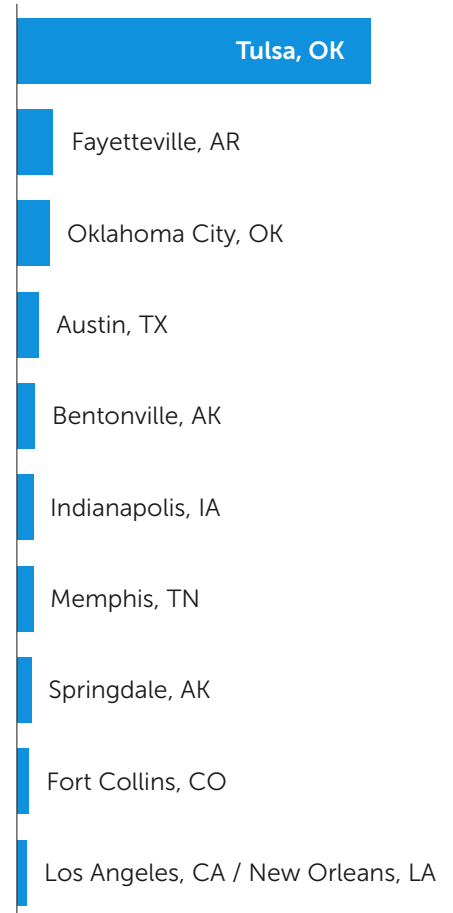 Tulsa, OK
Fayetteville, AR
Oklahoma City, OK
Austin, TX
Bentonville, AK
Indianapolis, IA
Memphis, TN
Springdale, AK
Fort Collins, CO
Los Angeles, CA / New Orleans, LA